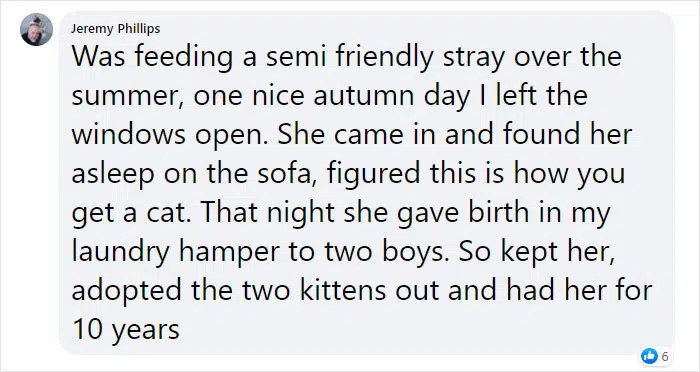 Jeremy Phillips
Was feeding a semi friendly stray over the
summer, one nice autumn day I left the
windows open. She came in and found her
asleep on the sofa, figured this is how you
get a cat. That night she gave birth in my
laundry hamper to two boys. So kept her,
adopted the two kittens out and had her for
10 years
6